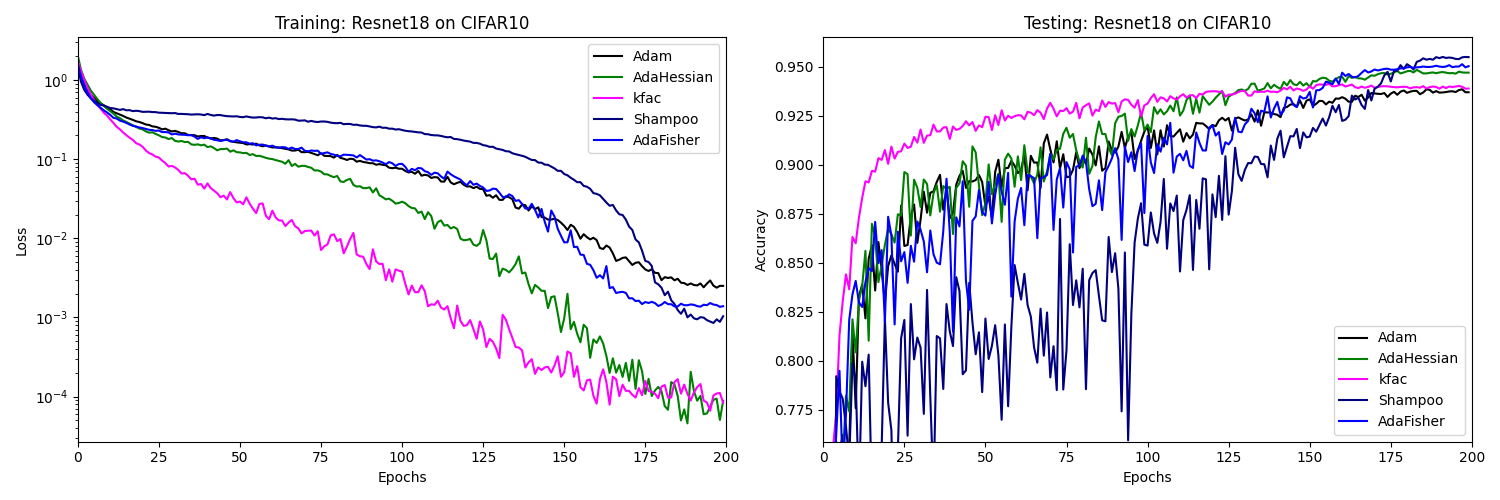 Training: Resnet18 on CIFAR10
Loss
10⁰
10⁻¹
10⁻²
10⁻³
10⁻⁴
0 25 50 75 100 125 150 175 200
Epochs
Adam
AdaHessian
kfac
Shampoo
AdaFisher
Testing: Resnet18 on CIFAR10
Accuracy
0.950
0.925
0.900
0.875
0.850
0.825
0.800
0.775
0 25 50 75 100 125 150 175 200
Epochs
Adam
AdaHessian
kfac
Shampoo
AdaFisher